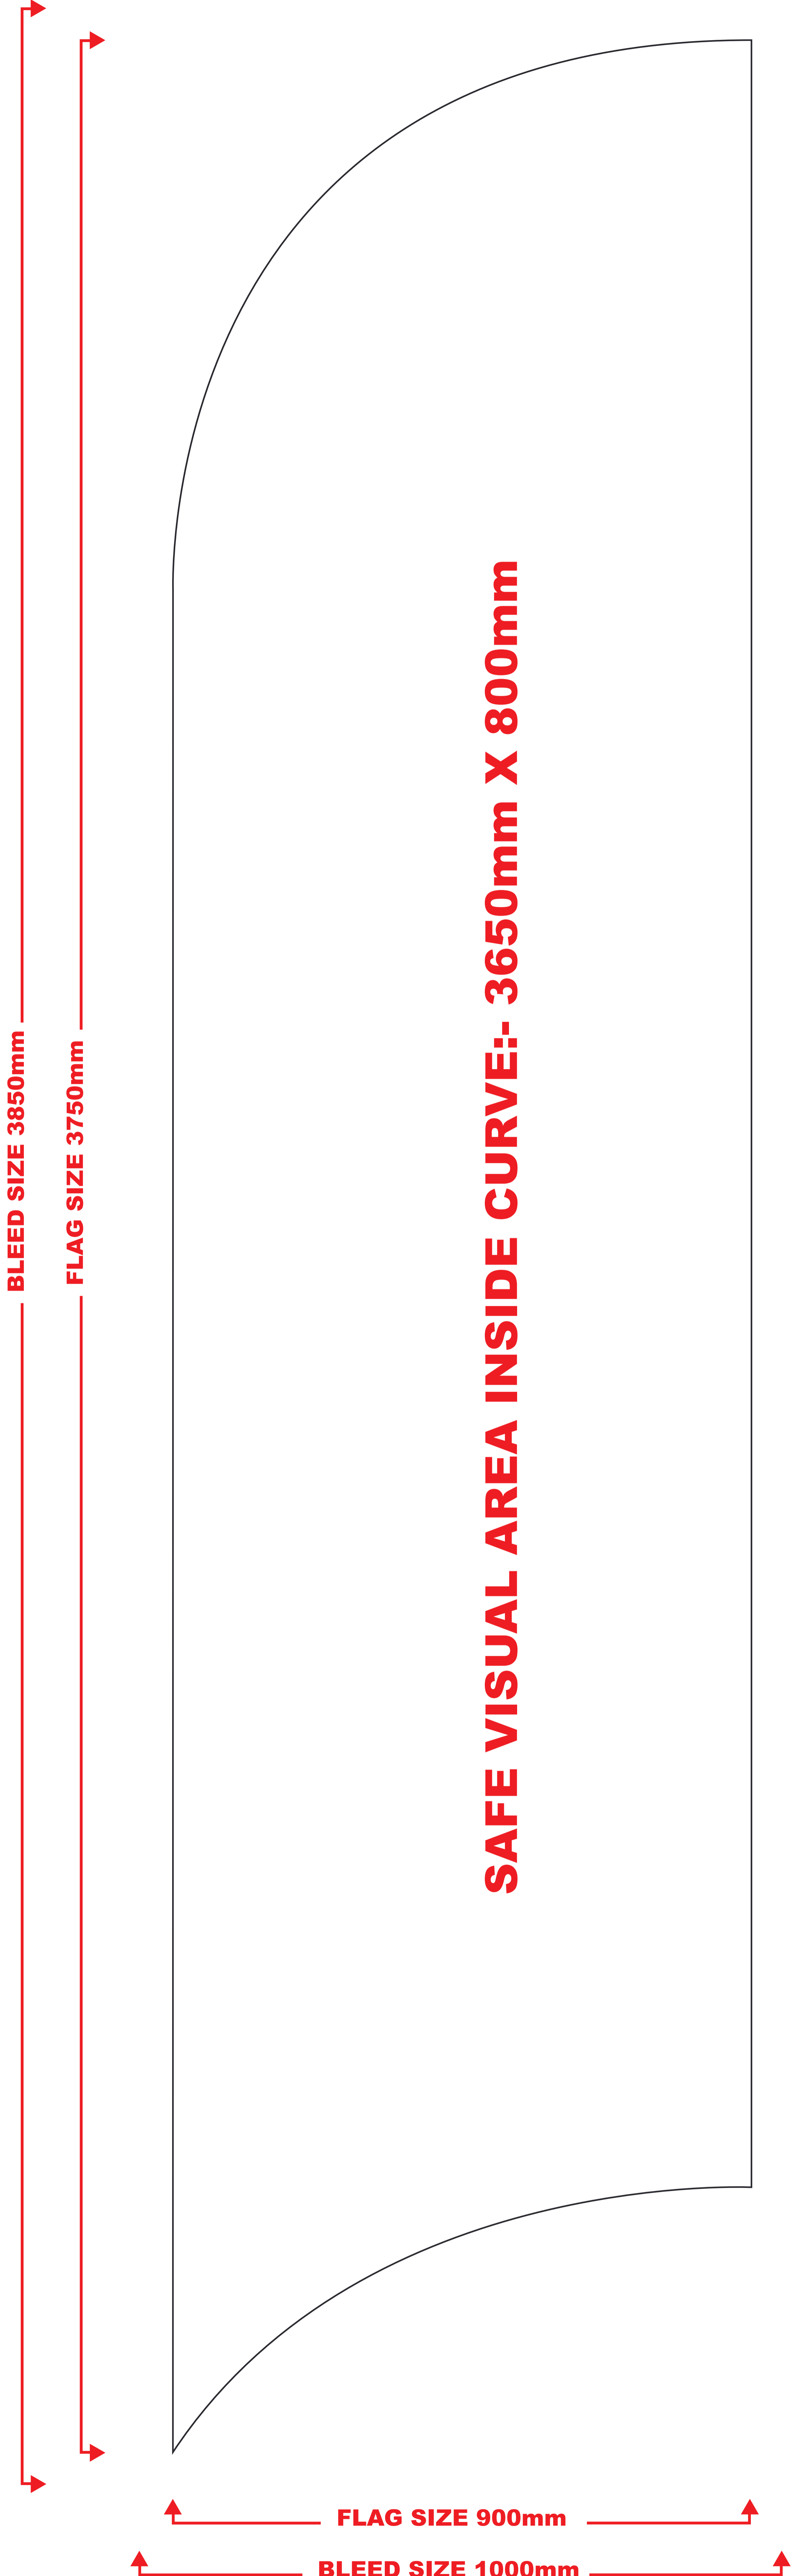 BLEED SIZE 3850mm
FLAG SIZE 3750mm
SAFE VISUAL AREA INSIDE CURVE:- 3650mm X 800mm
FLAG SIZE 900mm
BLEED SIZE 1000mm